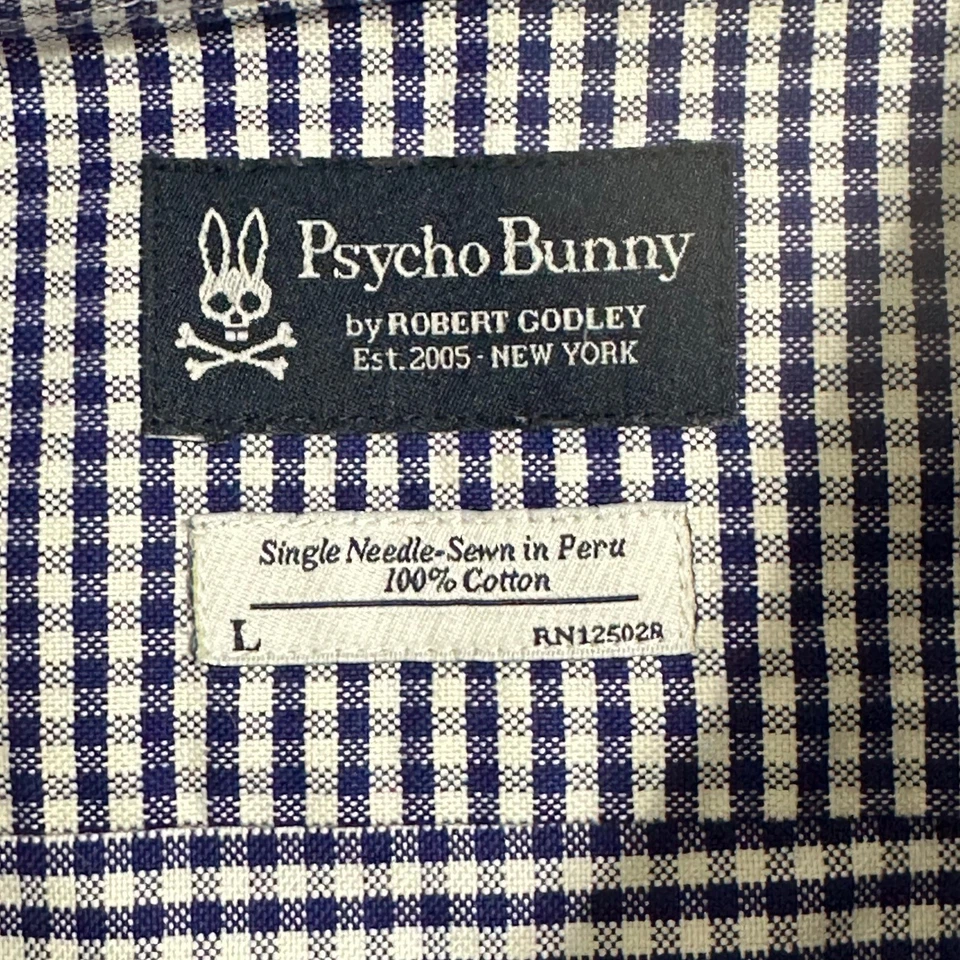 Psycho Bunny
by ROBERT GODLEY
Est. 2005 - NEW YORK
Single Needle-Sewn in Peru
100% Cotton
L
RN125028